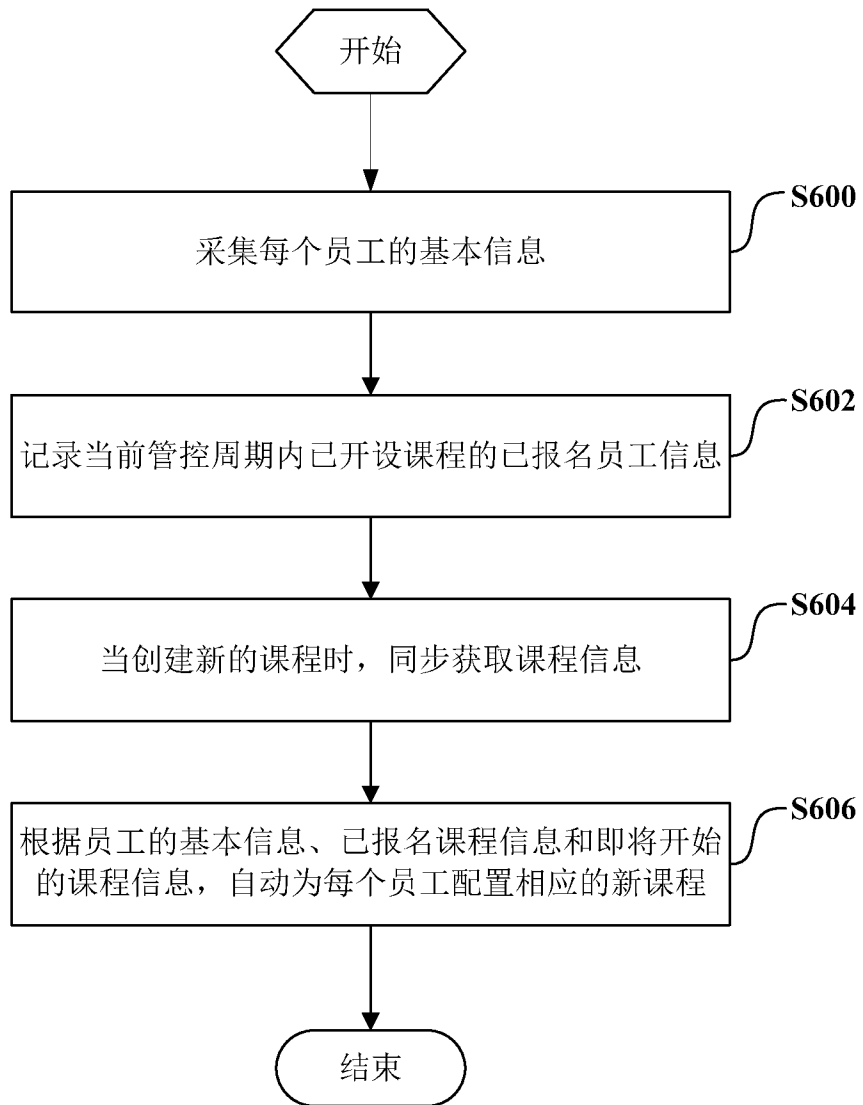 开始
S600
采集每个员工的基本信息
S602
记录当前管控周期内已开设课程的已报名员工信息
S604
当创建新的课程时，同步获取课程信息
S606
根据员工的基本信息、已报名课程信息和即将开始
的课程信息，自动为每个员工配置相应的新课程
结束